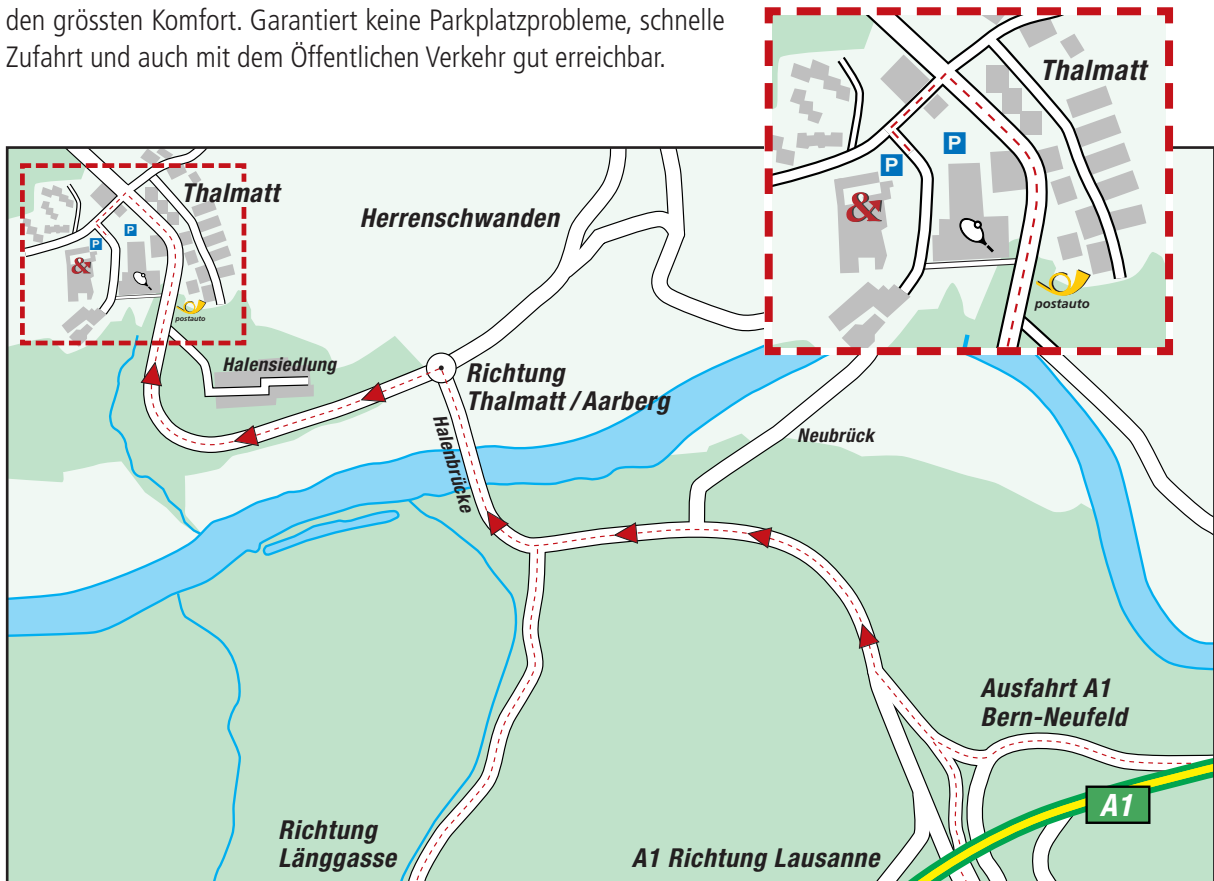 den grössten Komfort. Garantiert keine Parkplatzprobleme, schnelle
Zufahrt und auch mit dem Öffentlichen Verkehr gut erreichbar.
Thalmatt
P
P
&
postauto
Thalmatt
P
P
&
postauto
Herrenschwanden
Halensiedlung
Richtung
Thalmatt / Aarberg
Halenbrücke
Neubrück
Ausfahrt A1
Bern-Neufeld
A1
Richtung
Länggasse
A1 Richtung Lausanne